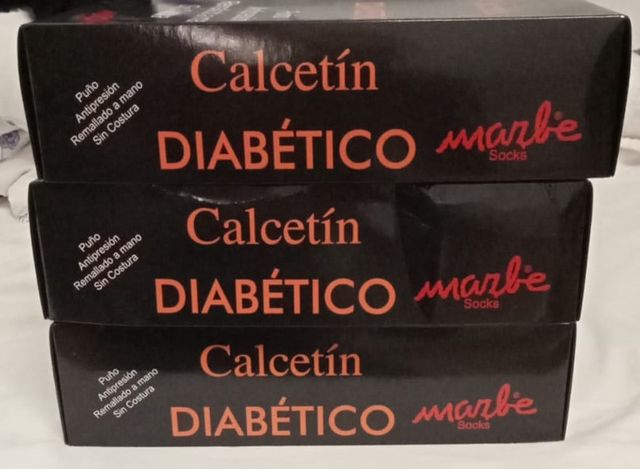 Calcetín
DIABÉTICO
Puño
Antipresión
Remallado a mano
Sin Costura
marbe
Socks
Calcetín
DIABÉTICO
Puño
Antipresión
Remallado a mano
Sin Costura
marbe
Socks
Calcetín
DIABÉTICO
Puño
Antipresión
Remallado a mano
Sin Costura
marbe
Socks